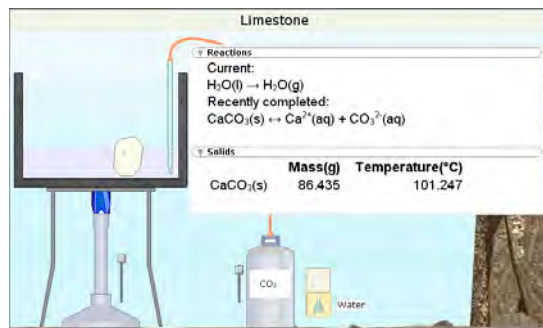 Limestone
Reactions
Current:
H₂O(l) → H₂O(g)
Recently completed:
CaCO₃(s) ↔ Ca²⁺(aq) + CO₃²⁻(aq)
Solids
Mass(g) Temperature(°C)
CaCO₃(s) 86.435 101.247
CO₂
Water